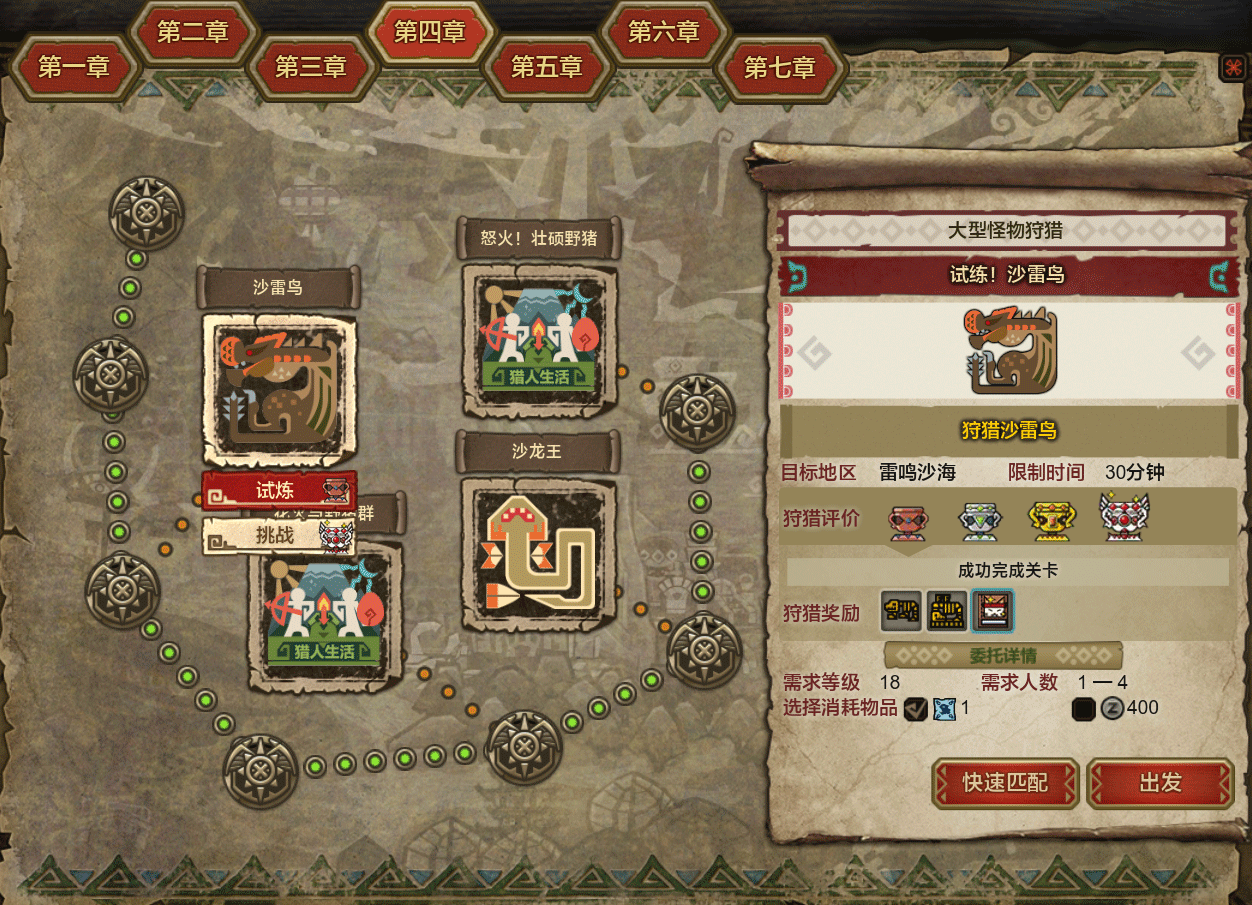 第一章
第二章
第三章
第四章
第五章
第六章
第七章
怒火！壮硕野猪
猎人生活
沙雷鸟
试炼
挑战
群
猎人生活
沙龙王
大型怪物狩猎
试练！沙雷鸟
狩猎沙雷鸟
目标地区 雷鸣沙海 限制时间 30分钟
狩猎评价
成功完成关卡
狩猎奖励
委托详情
需求等级 18 需求人数 1 — 4
选择消耗物品 1 400
快速匹配 出发